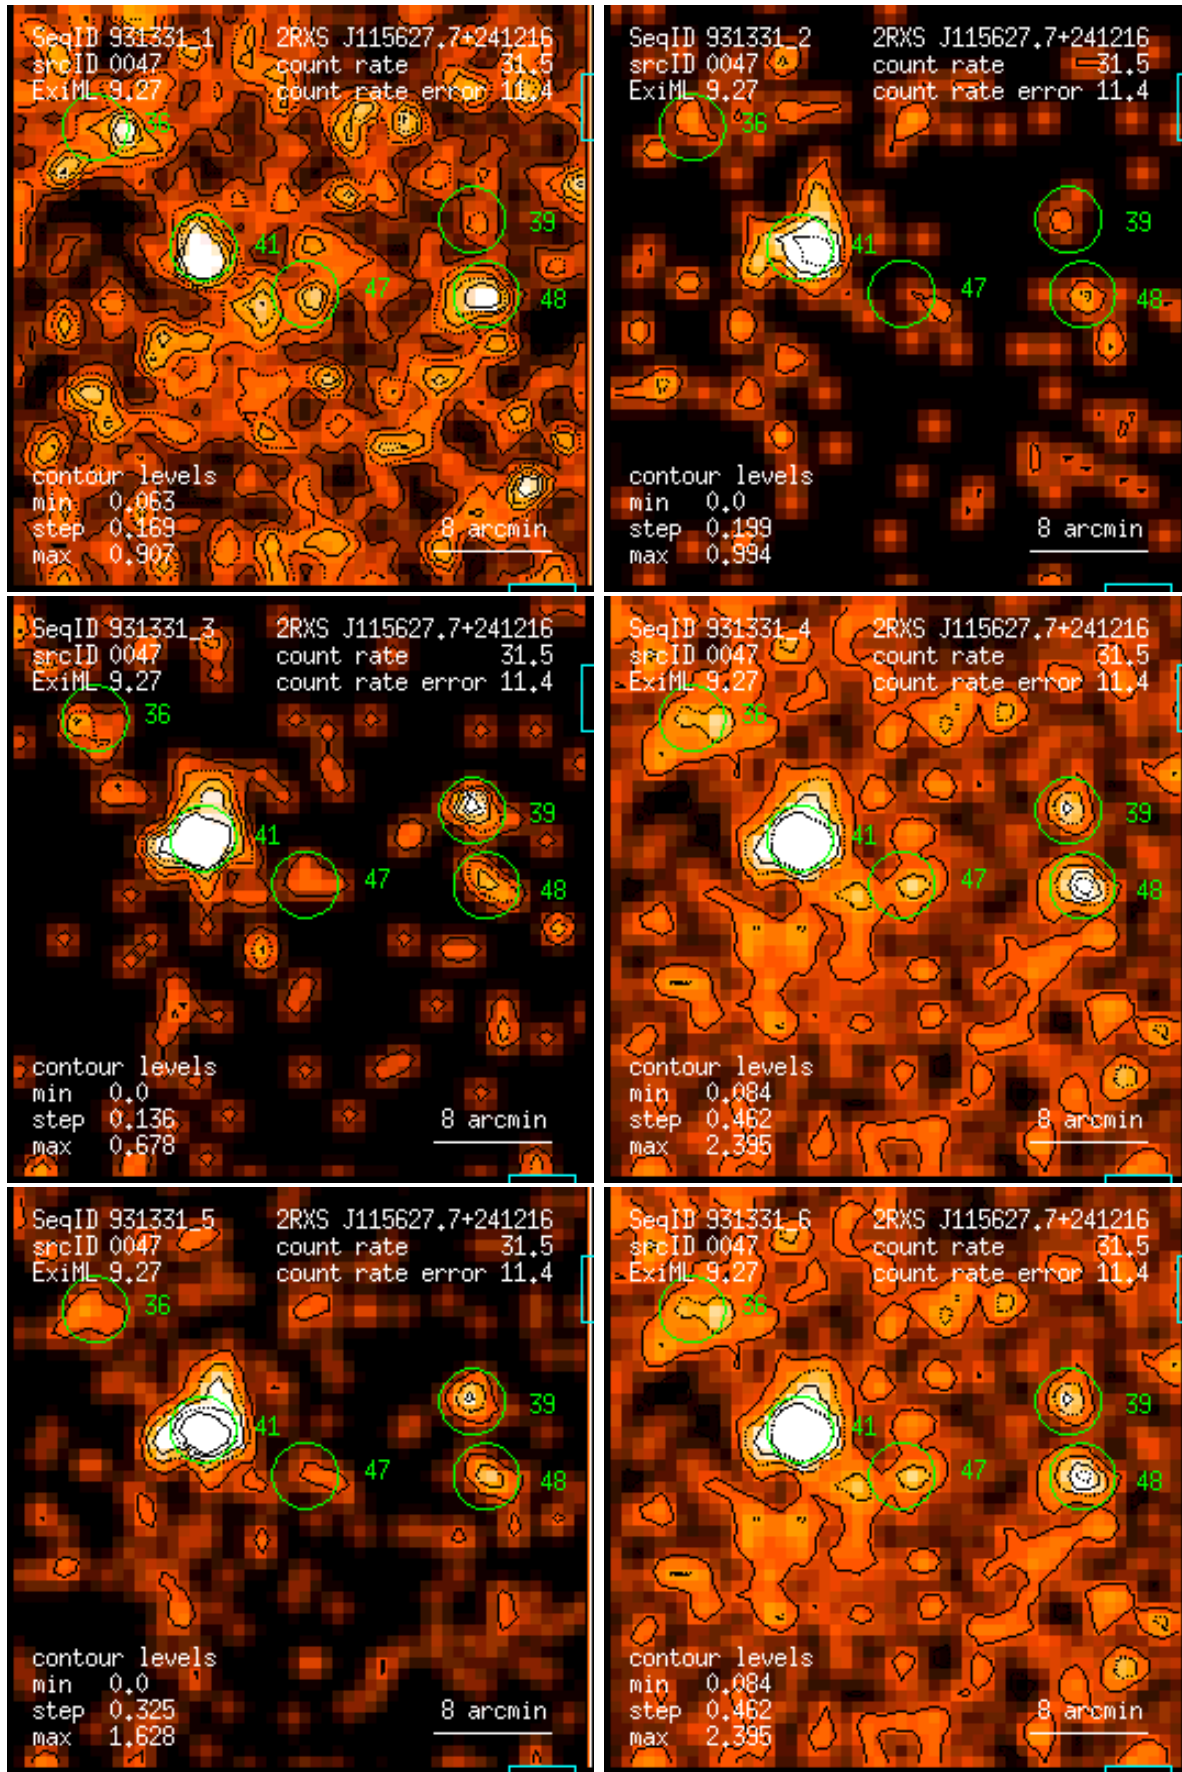 SeqID 931331_1 2RXS J115627.7+241216
srcID 0047 count rate 31.5
ExiML 9.27 count rate error 11.4
36
39
41
47
48
contour levels
min 0.063
step 0.169 8 arcmin
max 0.907
SeqID 931331_2 2RXS J115627.7+241216
srcID 0047 count rate 31.5
ExiML 9.27 count rate error 11.4
36
39
41
47
48
contour levels
min 0.0
step 0.199 8 arcmin
max 0.994
SeqID 931331_3 2RXS J115627.7+241216
srcID 0047 count rate 31.5
ExiML 9.27 count rate error 11.4
36
39
41
47
48
contour levels
min 0.0
step 0.136 8 arcmin
max 0.678
SeqID 931331_4 2RXS J115627.7+241216
srcID 0047 count rate 31.5
ExiML 9.27 count rate error 11.4
36
39
41
47
48
contour levels
min 0.084
step 0.462 8 arcmin
max 2.395
SeqID 931331_5 2RXS J115627.7+241216
srcID 0047 count rate 31.5
ExiML 9.27 count rate error 11.4
36
39
41
47
48
contour levels
min 0.0
step 0.325 8 arcmin
max 1.628
SeqID 931331_6 2RXS J115627.7+241216
srcID 0047 count rate 31.5
ExiML 9.27 count rate error 11.4
36
39
41
47
48
contour levels
min 0.084
step 0.462 8 arcmin
max 2.395